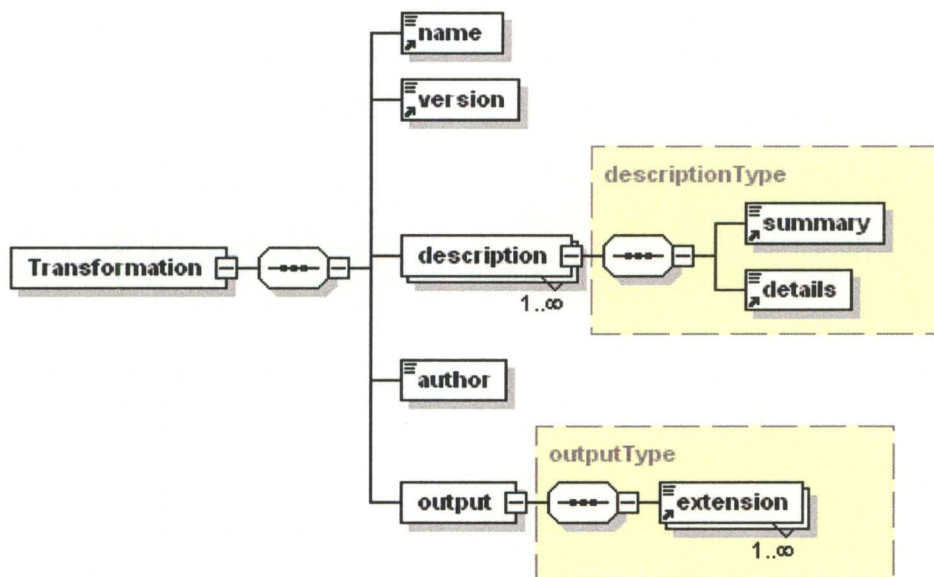 name
version
descriptionType
summary
Transformation
description
1..∞
details
author
outputType
output
extension
1..∞